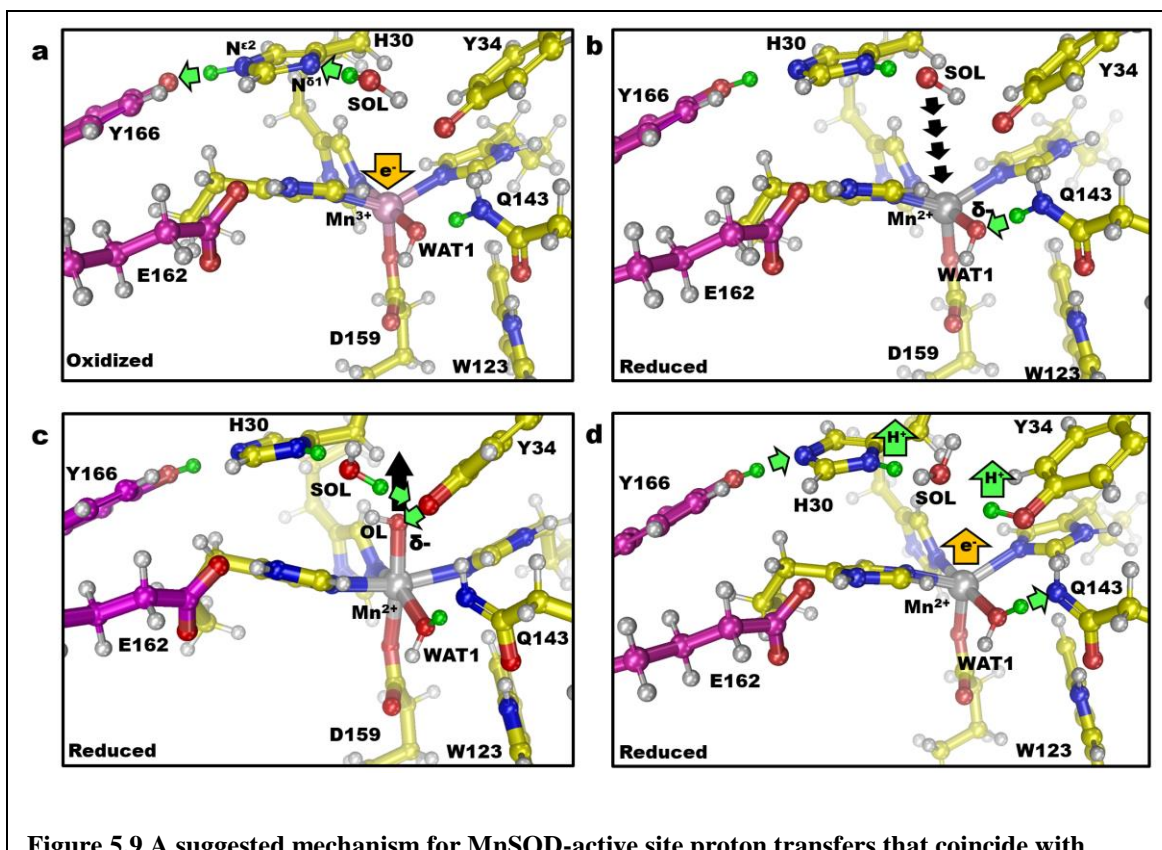 a
H30
Y34
Nε2
Nδ1
SOL
Y166
e-
Q143
Mn3+
WAT1
E162
D159
W123
Oxidized
b
H30
Y34
SOL
Y166
Q143
δ-
Mn2+
WAT1
E162
D159
W123
Reduced
c
H30
Y34
Y166
SOL
OL
δ-
Mn2+
E162
Q143
WAT1
D159
W123
Reduced
d
Y34
H+
H+
Y166
SOL
H30
e-
Q143
Mn2+
WAT1
E162
D159
W123
Reduced
Figure 5.9 A suggested mechanism for MnSOD-active site proton transfers that coincide with